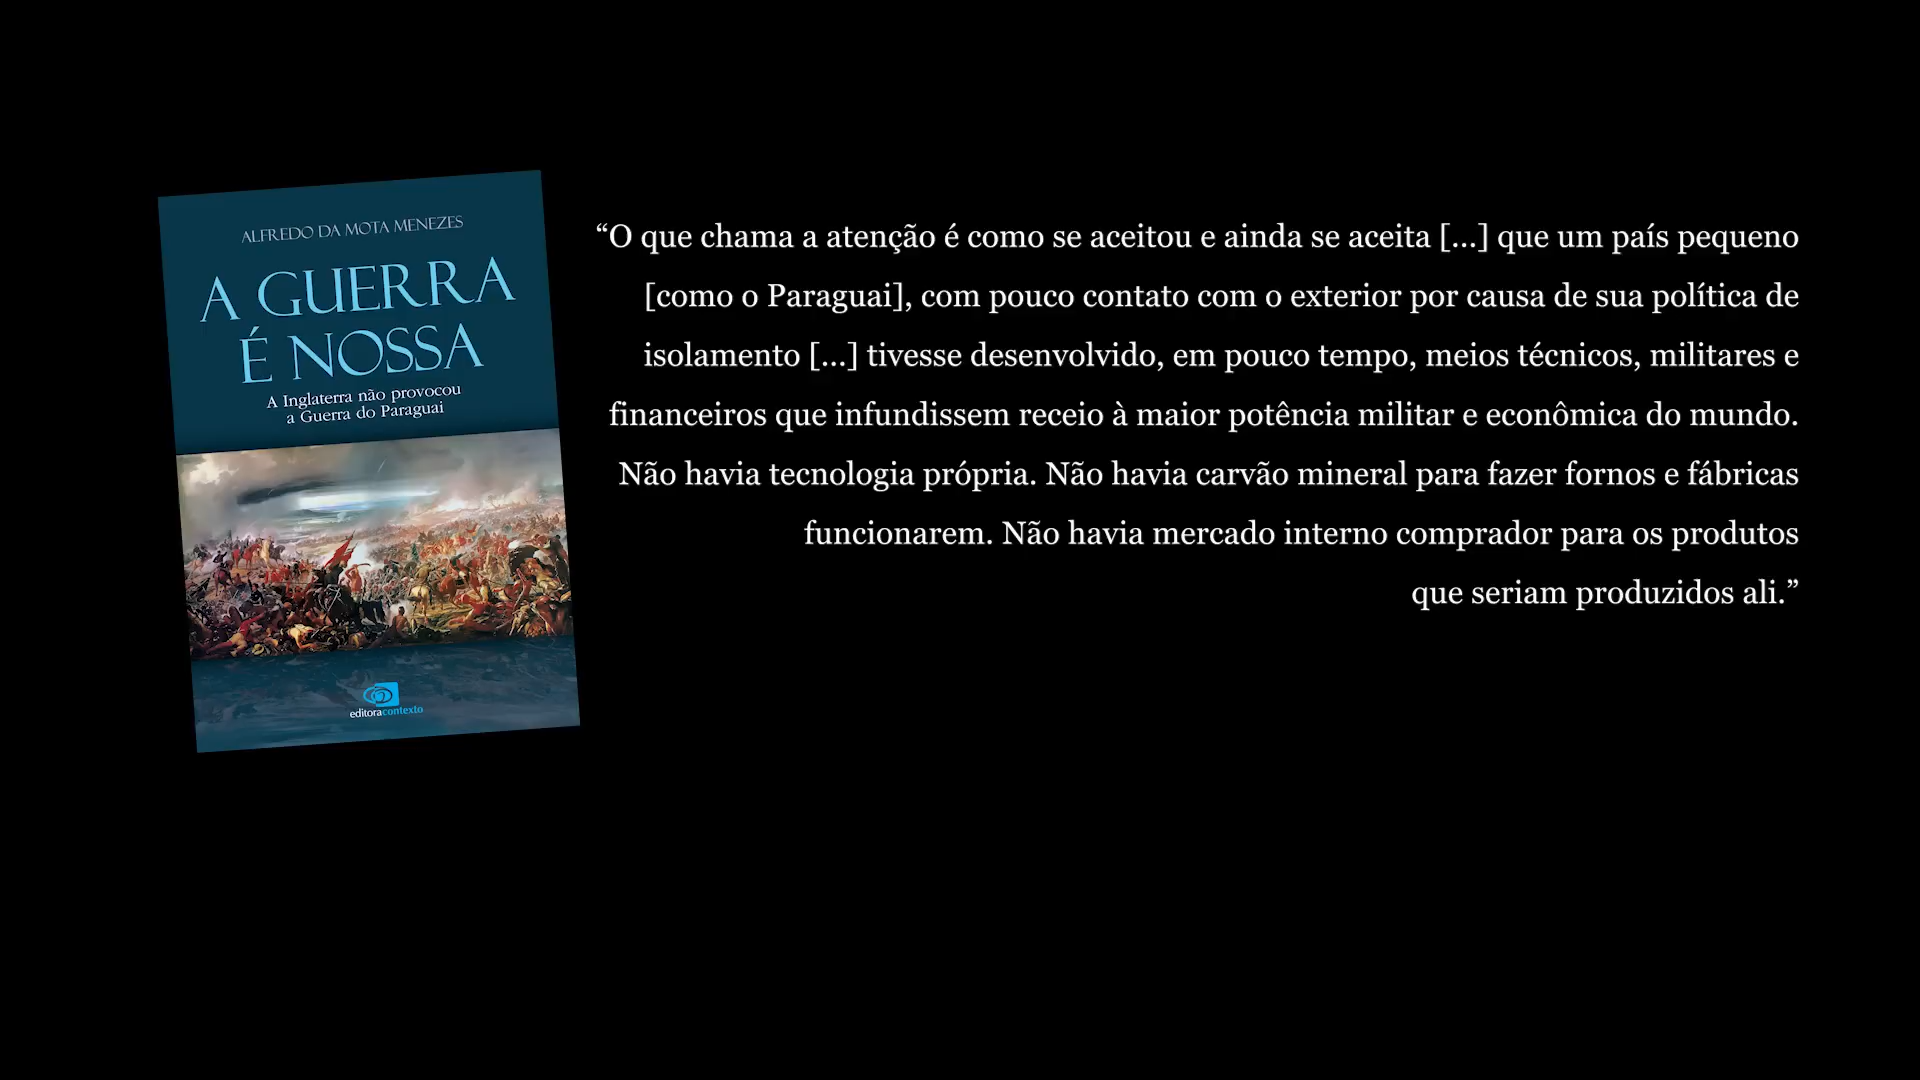 ALFREDO DA MOTA MENEZES
A GUERRA
É NOSSA
A Inglaterra não provocou
a Guerra do Paraguai
editoracontexto
“O que chama a atenção é como se aceitou e ainda se aceita [...] que um país pequeno
[como o Paraguai], com pouco contato com o exterior por causa de sua política de
isolamento [...] tivesse desenvolvido, em pouco tempo, meios técnicos, militares e
financeiros que infundissem receio à maior potência militar e econômica do mundo.
Não havia tecnologia própria. Não havia carvão mineral para fazer fornos e fábricas
funcionarem. Não havia mercado interno comprador para os produtos
que seriam produzidos ali.”